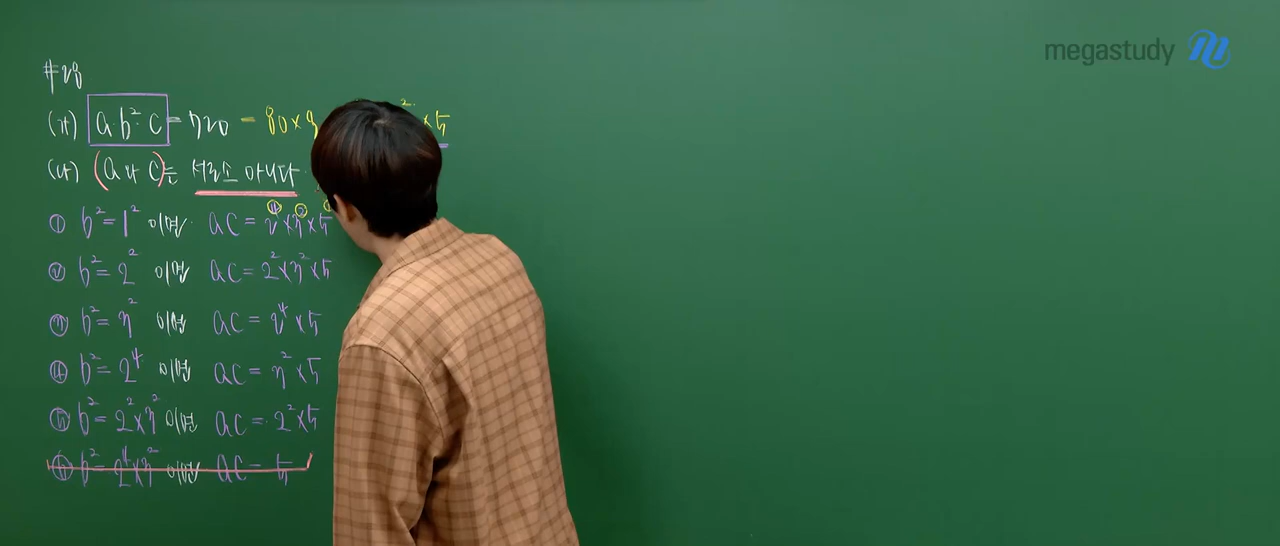 megastudy
#28
(가) a·b²·c = 720 = 80×9 ² ×5
(나) (a와 c)는 서로소 아니다
① b²=1² 이면 ac = 2⁴×3²×5
② b²=2² 이면 ac=2²×3²×5
③ b²=3² 이면 ac=2⁴×5
④ b²=2⁴ 이면 ac=3²×5
⑤ b²=2²×3² 이면 ac=2²×5
⑥ b²=2⁴×3² 이면 ac=5